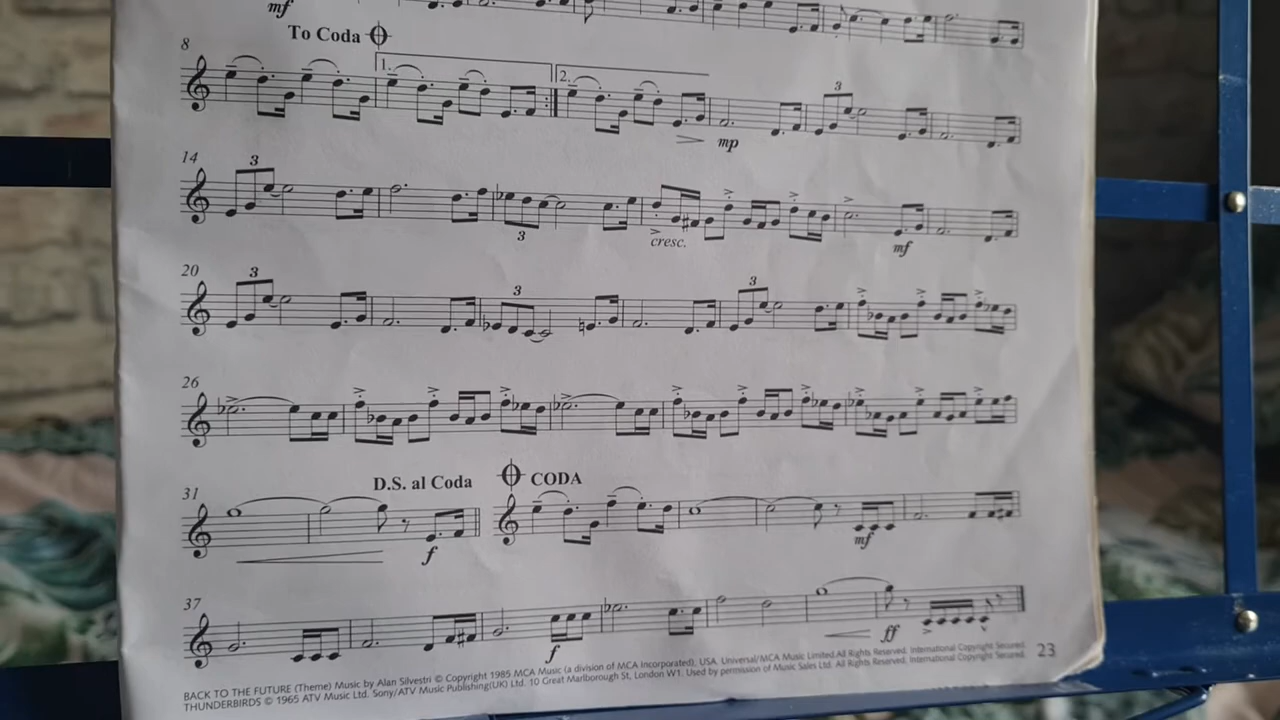 mf
To Coda
8
1.
2.
3
mp
14
3
3
cresc.
mf
20
3
3
3
26
D.S. al Coda
CODA
31
f
mf
37
f
ff
BACK TO THE FUTURE (Theme) Music by Alan Silvestri © Copyright 1985 MCA Music (a division of MCA Incorporated), USA. Universal/MCA Music Limited.All Rights Reserved. International Copyright Secured.
THUNDERBIRDS © 1965 ATV Music Ltd. Sony/ATV Music Publishing(UK) Ltd. 10 Great Marlborough St, London W1. Used by permission of Music Sales Ltd. All Rights Reserved. International Copyright Secured.
23